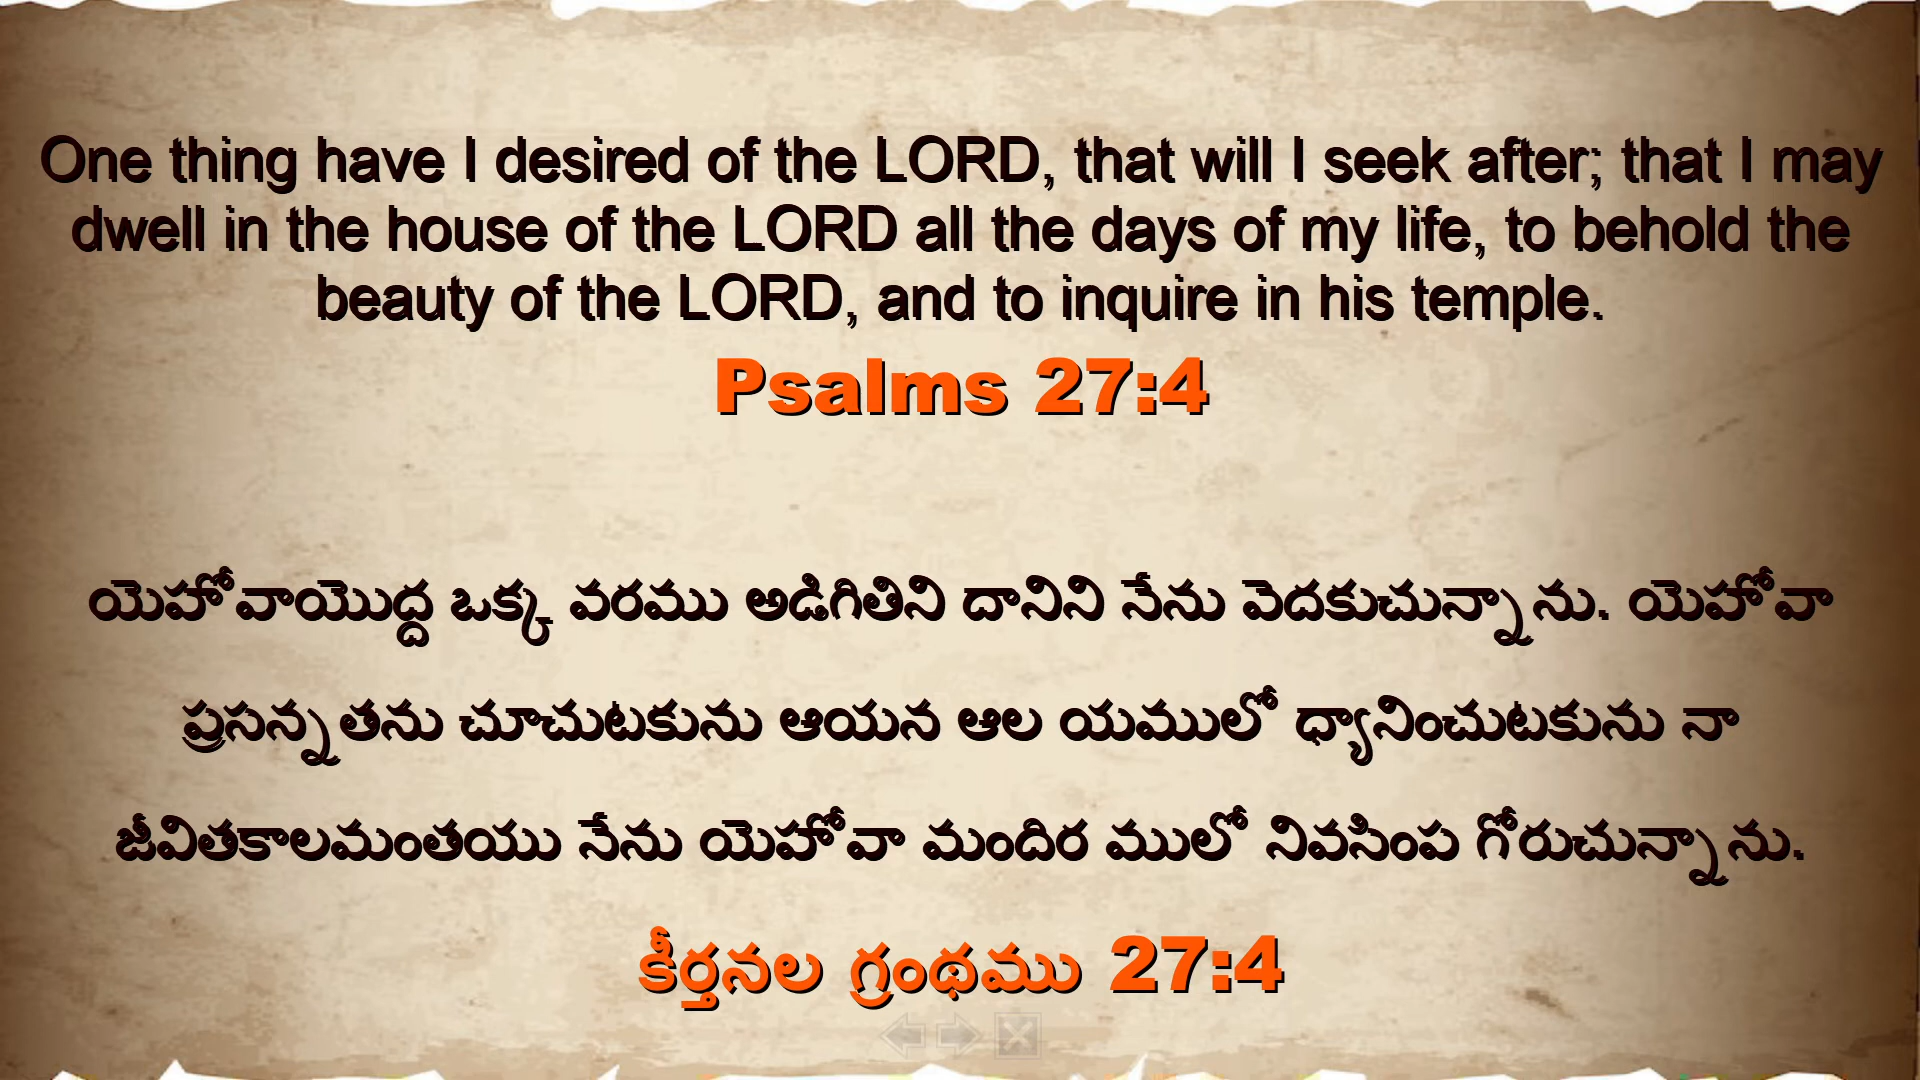 One thing have I desired of the LORD, that will I seek after; that I may
dwell in the house of the LORD all the days of my life, to behold the
beauty of the LORD, and to inquire in his temple.
Psalms 27:4
యెహోవాయొద్ద ఒక్క వరము అడిగితిని దానిని నేను వెదకుచున్నాను. యెహోవా
ప్రసన్నతను చూచుటకును ఆయన ఆల యములో ధ్యానించుటకును నా
జీవితకాలమంతయు నేను యెహోవా మందిర ములో నివసింప గోరుచున్నాను.
కీర్తనల గ్రంథము 27:4